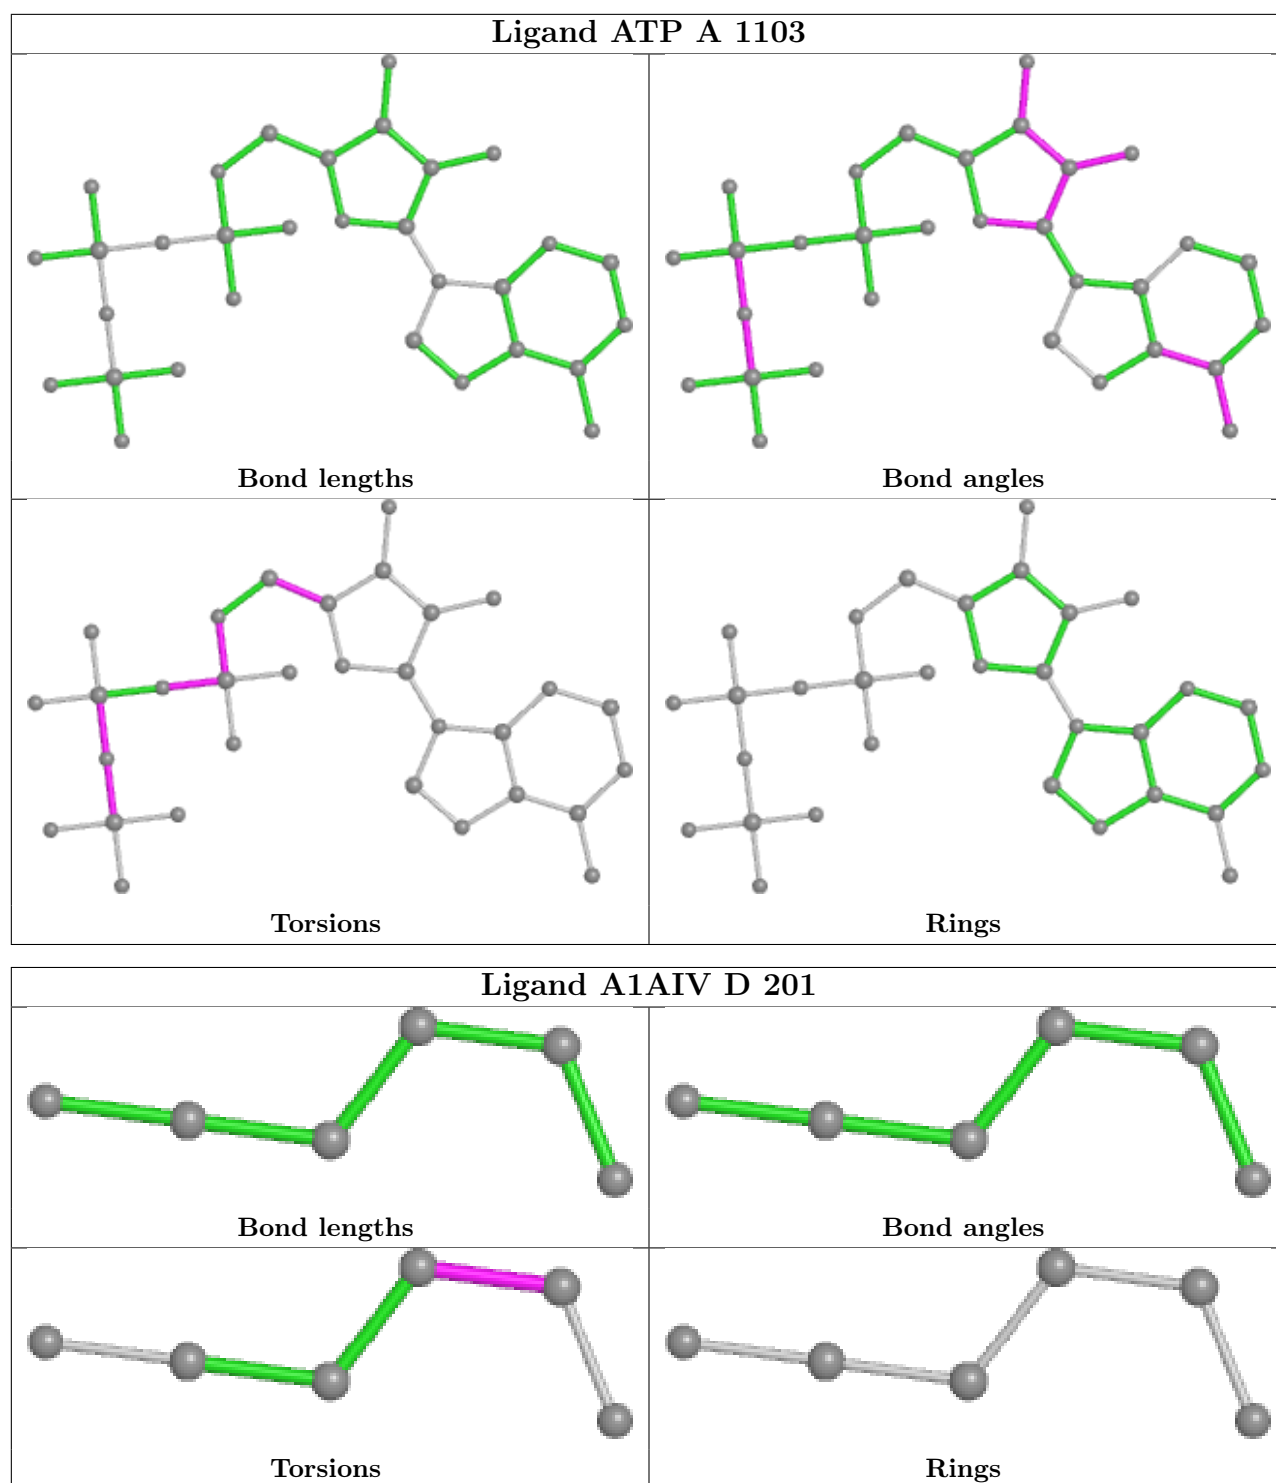 Ligand ATP A 1103
Bond lengths
Bond angles
Torsions
Rings
Ligand A1AIV D 201
Bond lengths
Bond angles
Torsions
Rings